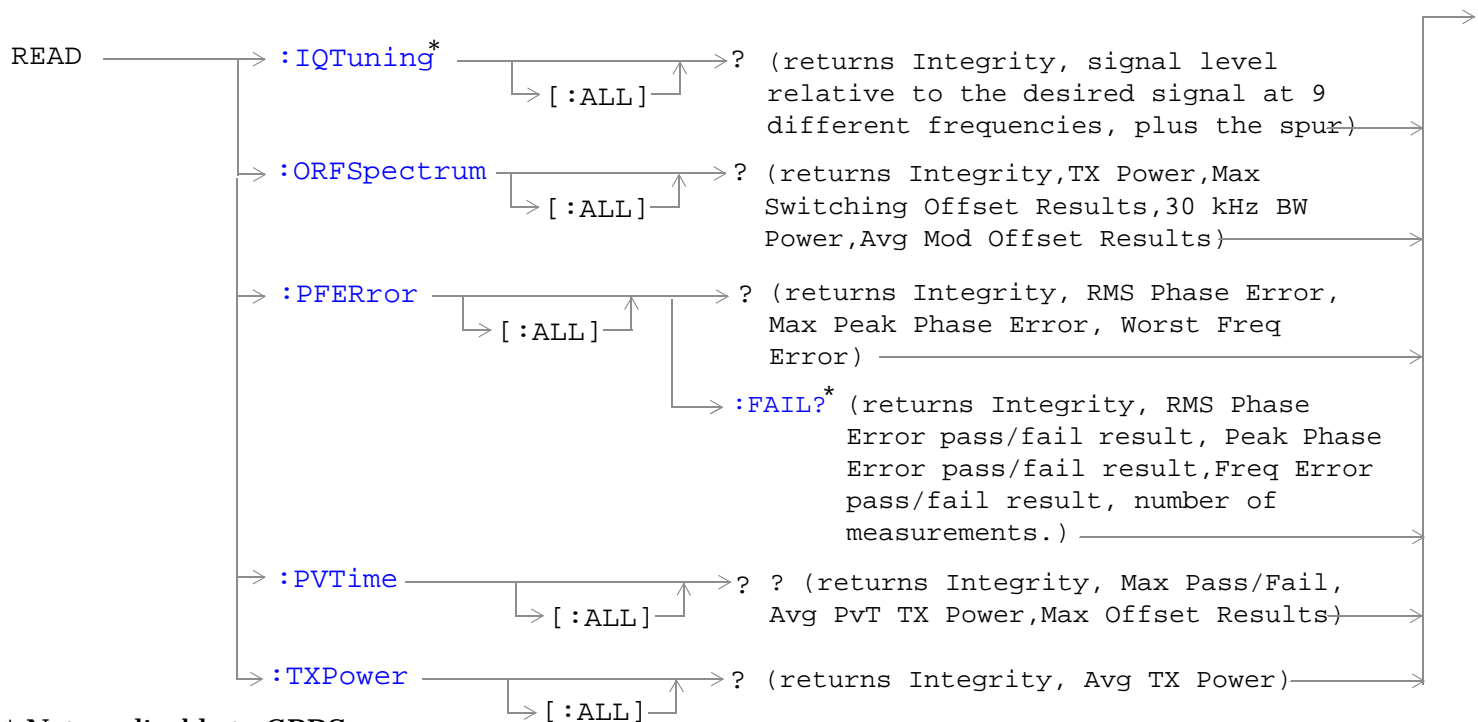 READ :IQTuning* ? (returns Integrity, signal level
[:ALL] relative to the desired signal at 9
different frequencies, plus the spur)
:ORFSpectrum ? (returns Integrity,TX Power,Max
[:ALL] Switching Offset Results,30 kHz BW
Power,Avg Mod Offset Results)
:PFERror ? (returns Integrity, RMS Phase Error,
[:ALL] Max Peak Phase Error, Worst Freq
Error)
:FAIL?* (returns Integrity, RMS Phase
Error pass/fail result, Peak Phase
Error pass/fail result,Freq Error
pass/fail result, number of
measurements.)
:PVTime ? ? (returns Integrity, Max Pass/Fail,
[:ALL] Avg PvT TX Power,Max Offset Results)
:TXPower ? (returns Integrity, Avg TX Power)
[:ALL]